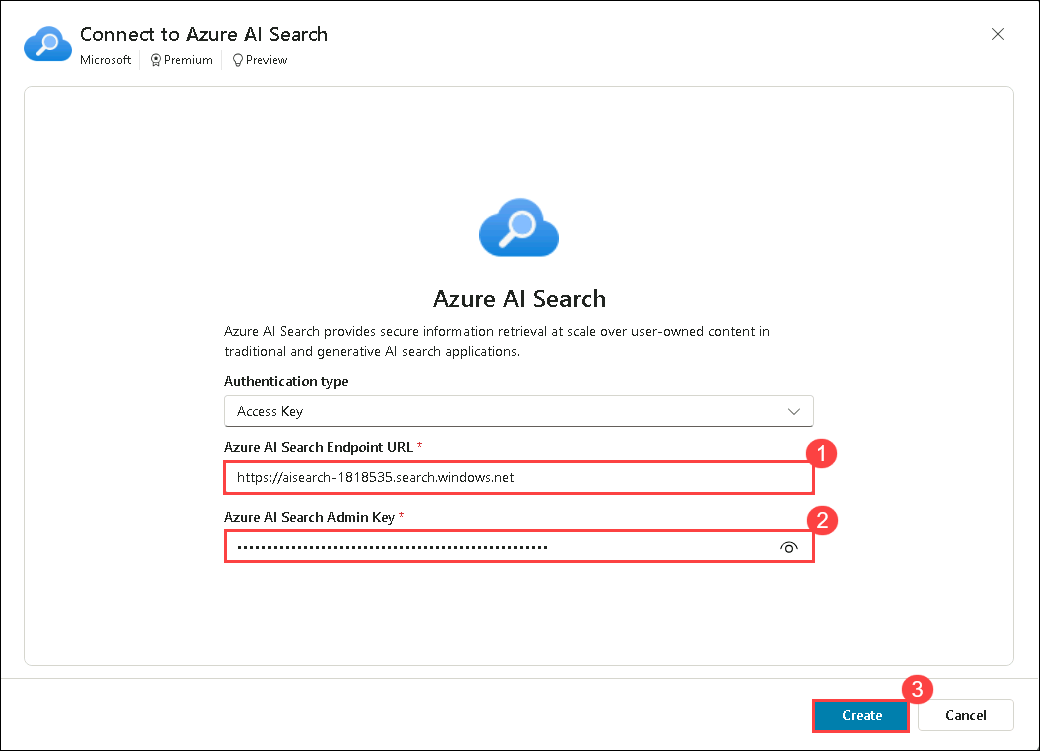 Connect to Azure AI Search
Microsoft Premium Preview
Azure AI Search
Azure AI Search provides secure information retrieval at scale over user-owned content in
traditional and generative AI search applications.
Authentication type
Access Key
Azure AI Search Endpoint URL *
1
https://aisearch-1818535.search.windows.net
Azure AI Search Admin Key *
2
3
Create Cancel